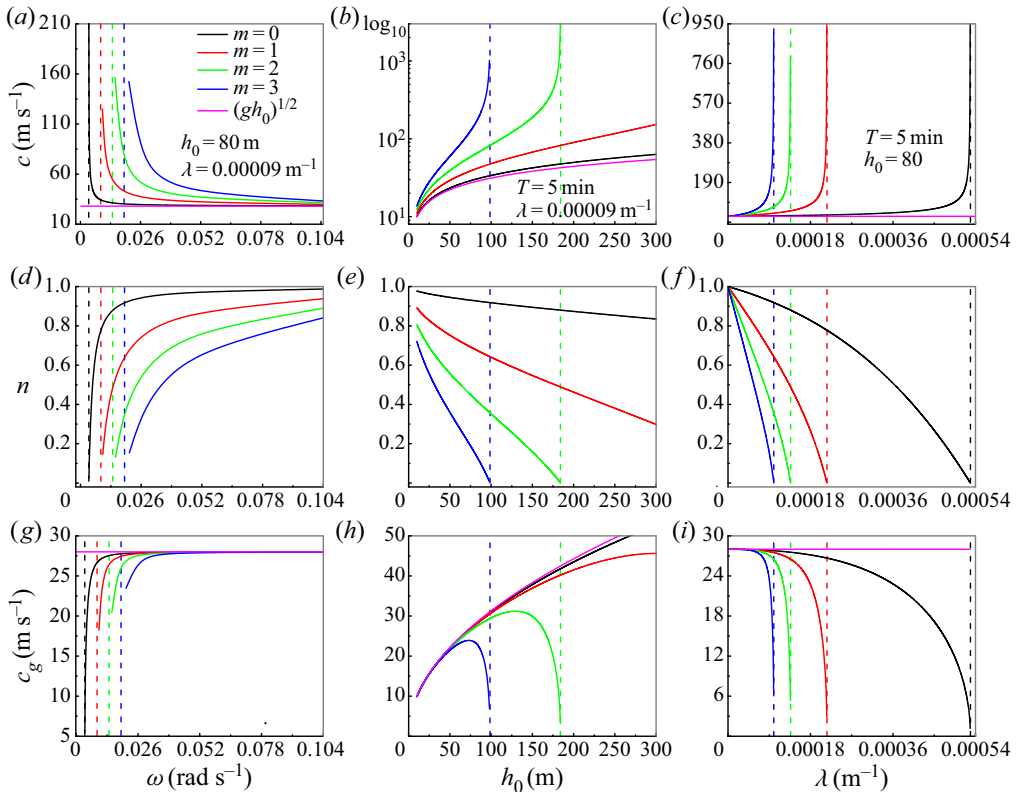 (a) (b) (c)
210
160
110
60
10
c (m s⁻¹)
m = 0
m = 1
m = 2
m = 3
(gh₀)^1/2
h₀ = 80 m
λ = 0.00009 m⁻¹
0 0.026 0.052 0.078 0.104
log₁₀
10³
10²
10¹
T = 5 min
λ = 0.00009 m⁻¹
0 50 100 150 200 250 300
950
760
570
380
190
T = 5 min
h₀ = 80
0 0.00018 0.00036 0.00054
(d) (e) (f)
1.0
0.8
0.6
0.4
0.2
n
0 0.026 0.052 0.078 0.104
1.0
0.8
0.6
0.4
0.2
0 50 100 150 200 250 300
1.0
0.8
0.6
0.4
0.2
0 0.00018 0.00036 0.00054
(g) (h) (i)
30
25
20
15
10
5
c_g (m s⁻¹)
0 0.026 0.052 0.078 0.104
ω (rad s⁻¹)
50
40
30
20
10
0 50 100 150 200 250 300
h₀ (m)
30
24
18
12
6
0 0.00018 0.00036 0.00054
λ (m⁻¹)